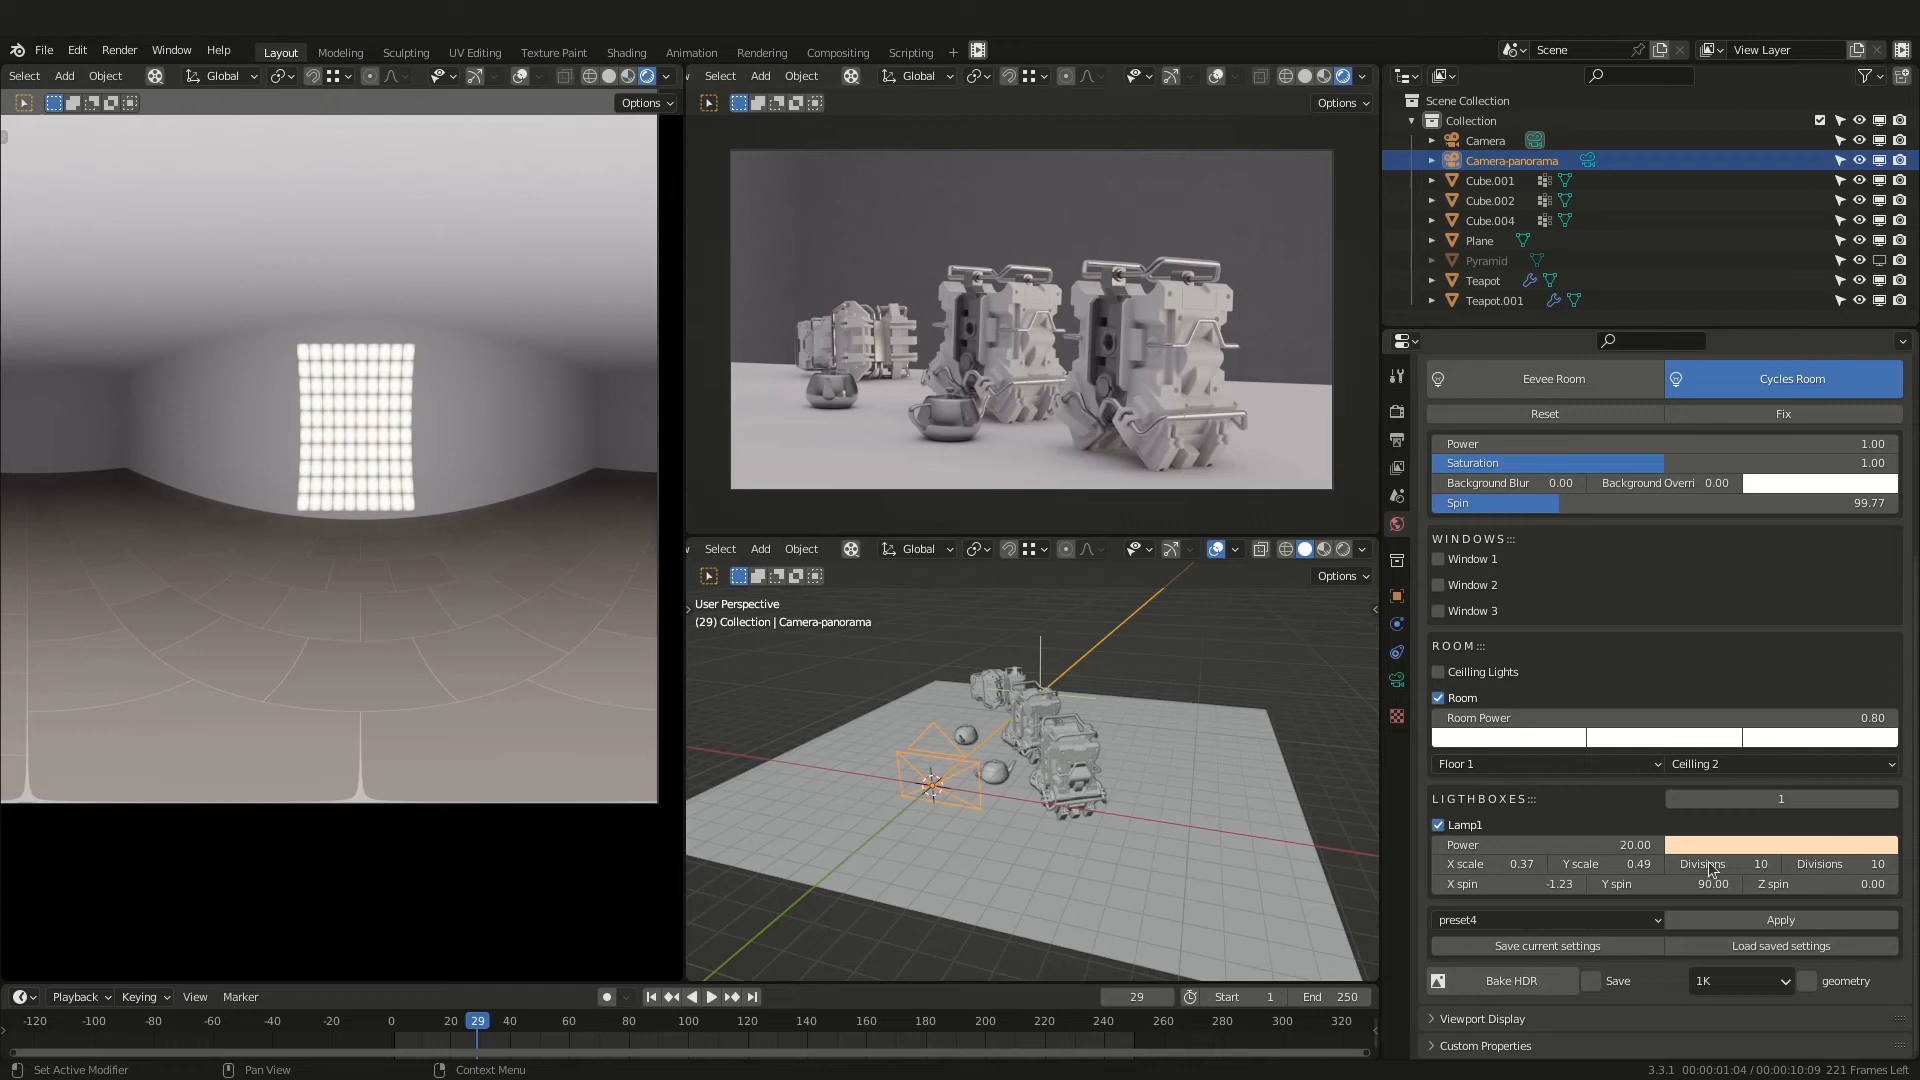 File Edit Render Window Help
Layout Modeling Sculpting UV Editing Texture Paint Shading Animation Rendering Compositing Scripting +
Scene
View Layer
Select Add Object Global
Options
Select Add Object Global
Options
Scene Collection
Collection
Camera
Camera-panorama
Cube.001
Cube.002
Cube.004
Plane
Pyramid
Teapot
Teapot.001
Eevee Room Cycles Room
Reset Fix
Power 1.00
Saturation 1.00
Background Blur 0.00 Background Overri 0.00
Spin 99.77
WINDOWS:::
Window 1
Window 2
Window 3
ROOM:::
Ceilling Lights
Room
Room Power 0.80
Floor 1 Ceilling 2
LIGTHBOXES::: 1
Lamp1
Power 20.00
X scale 0.37 Y scale 0.49 Divisions 10 Divisions 10
X spin -1.23 Y spin 90.00 Z spin 0.00
preset4 Apply
Save current settings Load saved settings
Bake HDR Save 1K geometry
Viewport Display
Custom Properties
Select Add Object Global
Options
User Perspective
(29) Collection | Camera-panorama
Playback Keying View Marker
29 Start 1 End 250
-120 -100 -80 -60 -40 -20 0 20 29 40 60 80 100 120 140 160 180 200 220 240 260 280 300 320
Set Active Modifier Pan View Context Menu
3.3.1 00:00:01:04 / 00:00:10:09 221 Frames Left